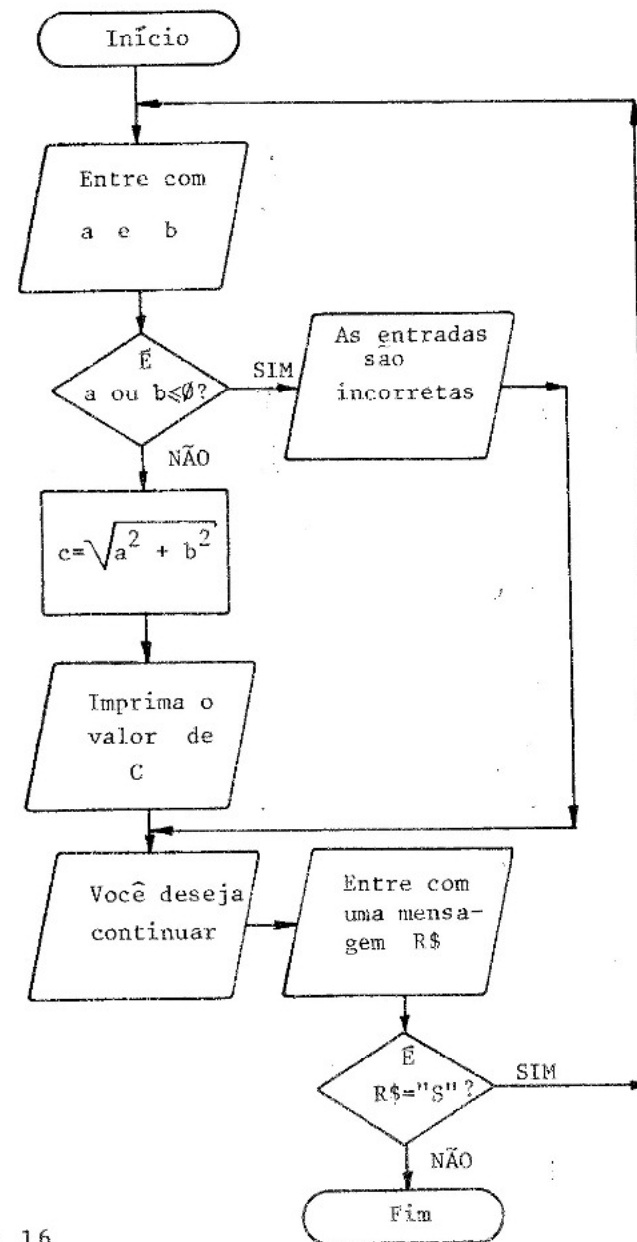 Início
Entre com
a e b
É
a ou b≤Ø?
SIM
As entradas
são
incorretas
NÃO
c=√a² + b²
Imprima o
valor de
C
Você deseja
continuar
Entre com
uma mensa-
gem R$
É
R$="S"?
SIM
NÃO
Fim
16